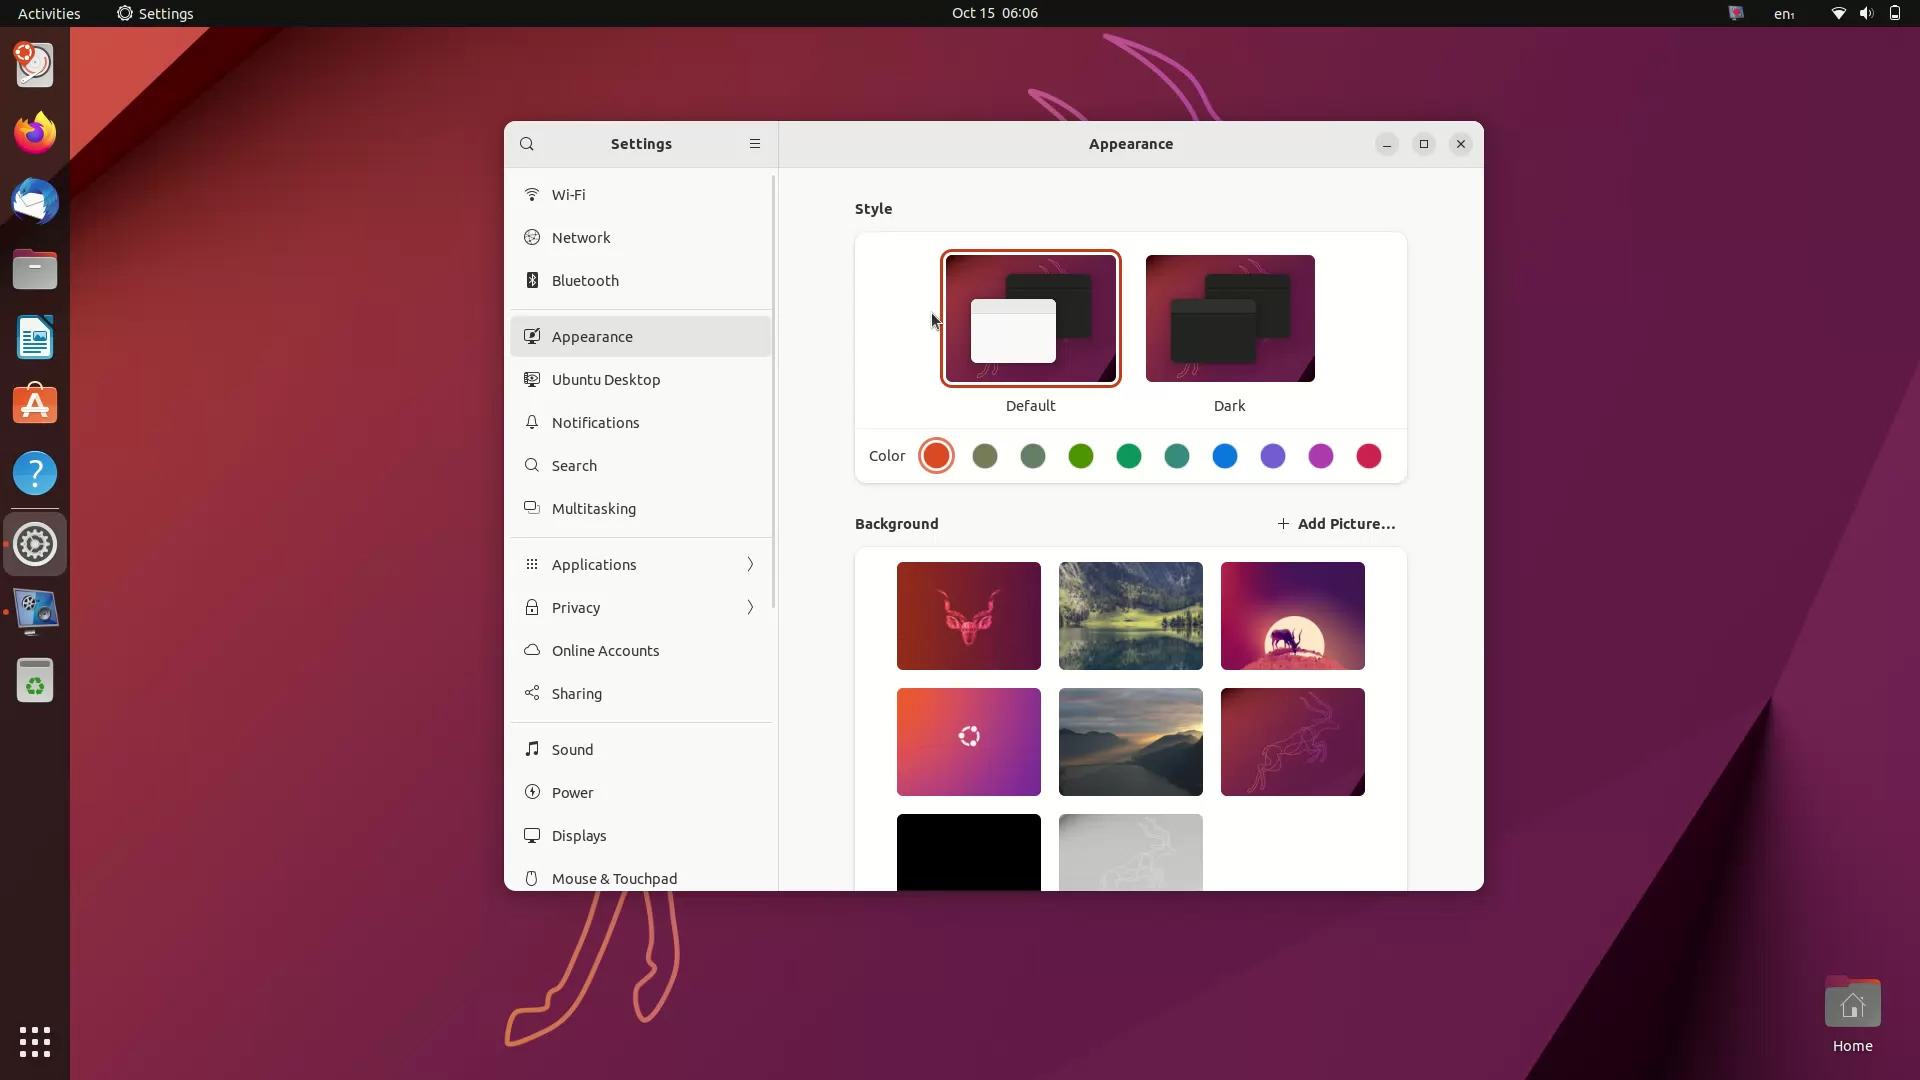 Activities
Settings
Oct 15 06:06
en₁
Settings
Appearance
Wi-Fi
Network
Bluetooth
Appearance
Ubuntu Desktop
Notifications
Search
Multitasking
Applications
Privacy
Online Accounts
Sharing
Sound
Power
Displays
Mouse & Touchpad
Style
Default
Dark
Color
Background
+ Add Picture…
Home